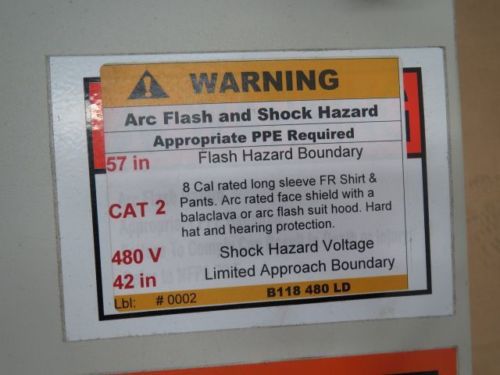 WARNING
Arc Flash and Shock Hazard
Appropriate PPE Required
57 in Flash Hazard Boundary
CAT 2 8 Cal rated long sleeve FR Shirt &
Pants. Arc rated face shield with a
balaclava or arc flash suit hood. Hard
hat and hearing protection.
480 V Shock Hazard Voltage
42 in Limited Approach Boundary
Lbl: # 0002 B118 480 LD